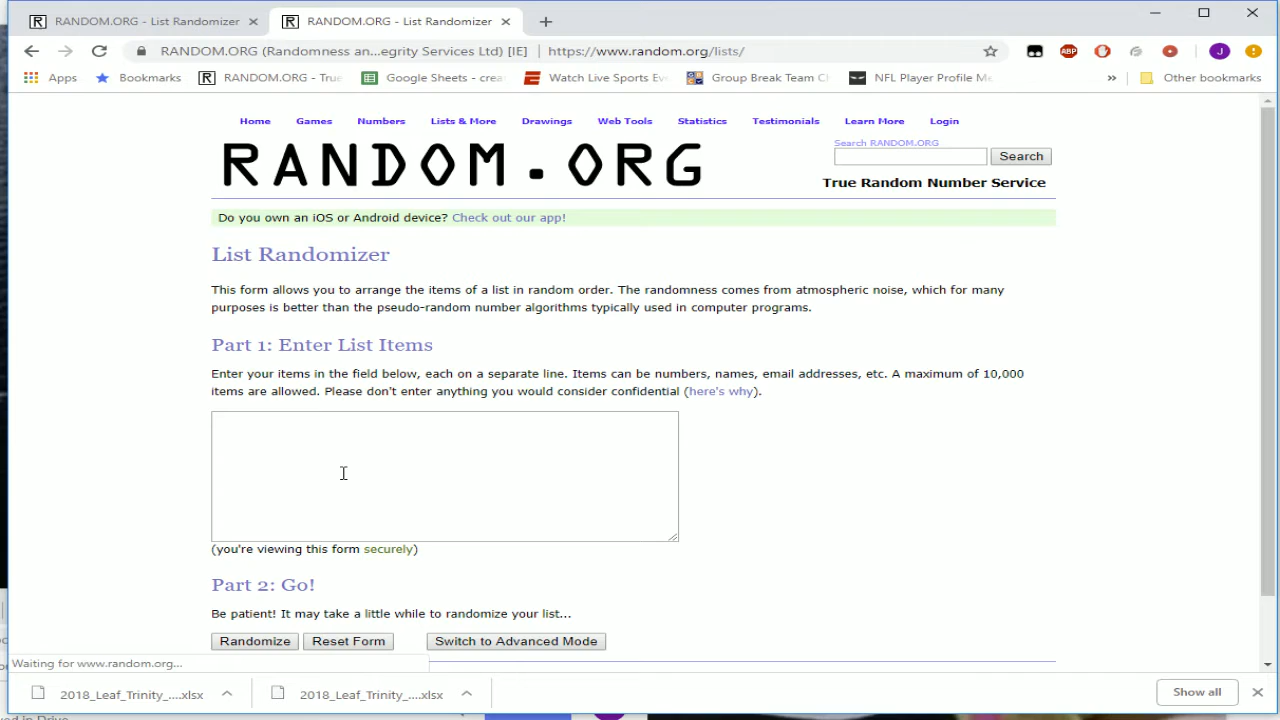 RANDOM.ORG - List Randomizer
RANDOM.ORG - List Randomizer
RANDOM.ORG (Randomness an...egrity Services Ltd) [IE] https://www.random.org/lists/
J
Apps Bookmarks RANDOM.ORG - Tru Google Sheets - crea Watch Live Sports Ev Group Break Team C NFL Player Profile Me » Other bookmarks
Home Games Numbers Lists & More Drawings Web Tools Statistics Testimonials Learn More Login
RANDOM.ORG
Search RANDOM.ORG
Search
True Random Number Service
Do you own an iOS or Android device? Check out our app!
List Randomizer
This form allows you to arrange the items of a list in random order. The randomness comes from atmospheric noise, which for many
purposes is better than the pseudo-random number algorithms typically used in computer programs.
Part 1: Enter List Items
Enter your items in the field below, each on a separate line. Items can be numbers, names, email addresses, etc. A maximum of 10,000
items are allowed. Please don't enter anything you would consider confidential (here's why).
(you're viewing this form securely)
Part 2: Go!
Be patient! It may take a little while to randomize your list...
Randomize Reset Form Switch to Advanced Mode
Waiting for www.random.org...
2018_Leaf_Trinity_....xlsx 2018_Leaf_Trinity_....xlsx Show all